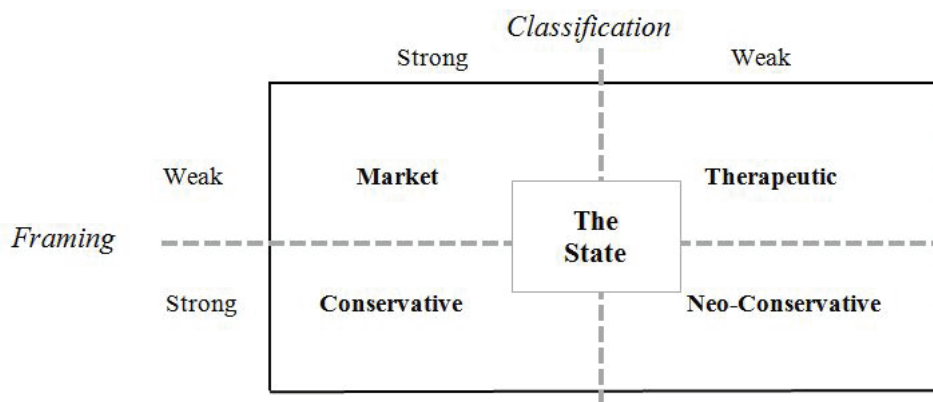 Classification
Strong Weak
Weak Market Therapeutic
The
State
Framing
Strong Conservative Neo-Conservative